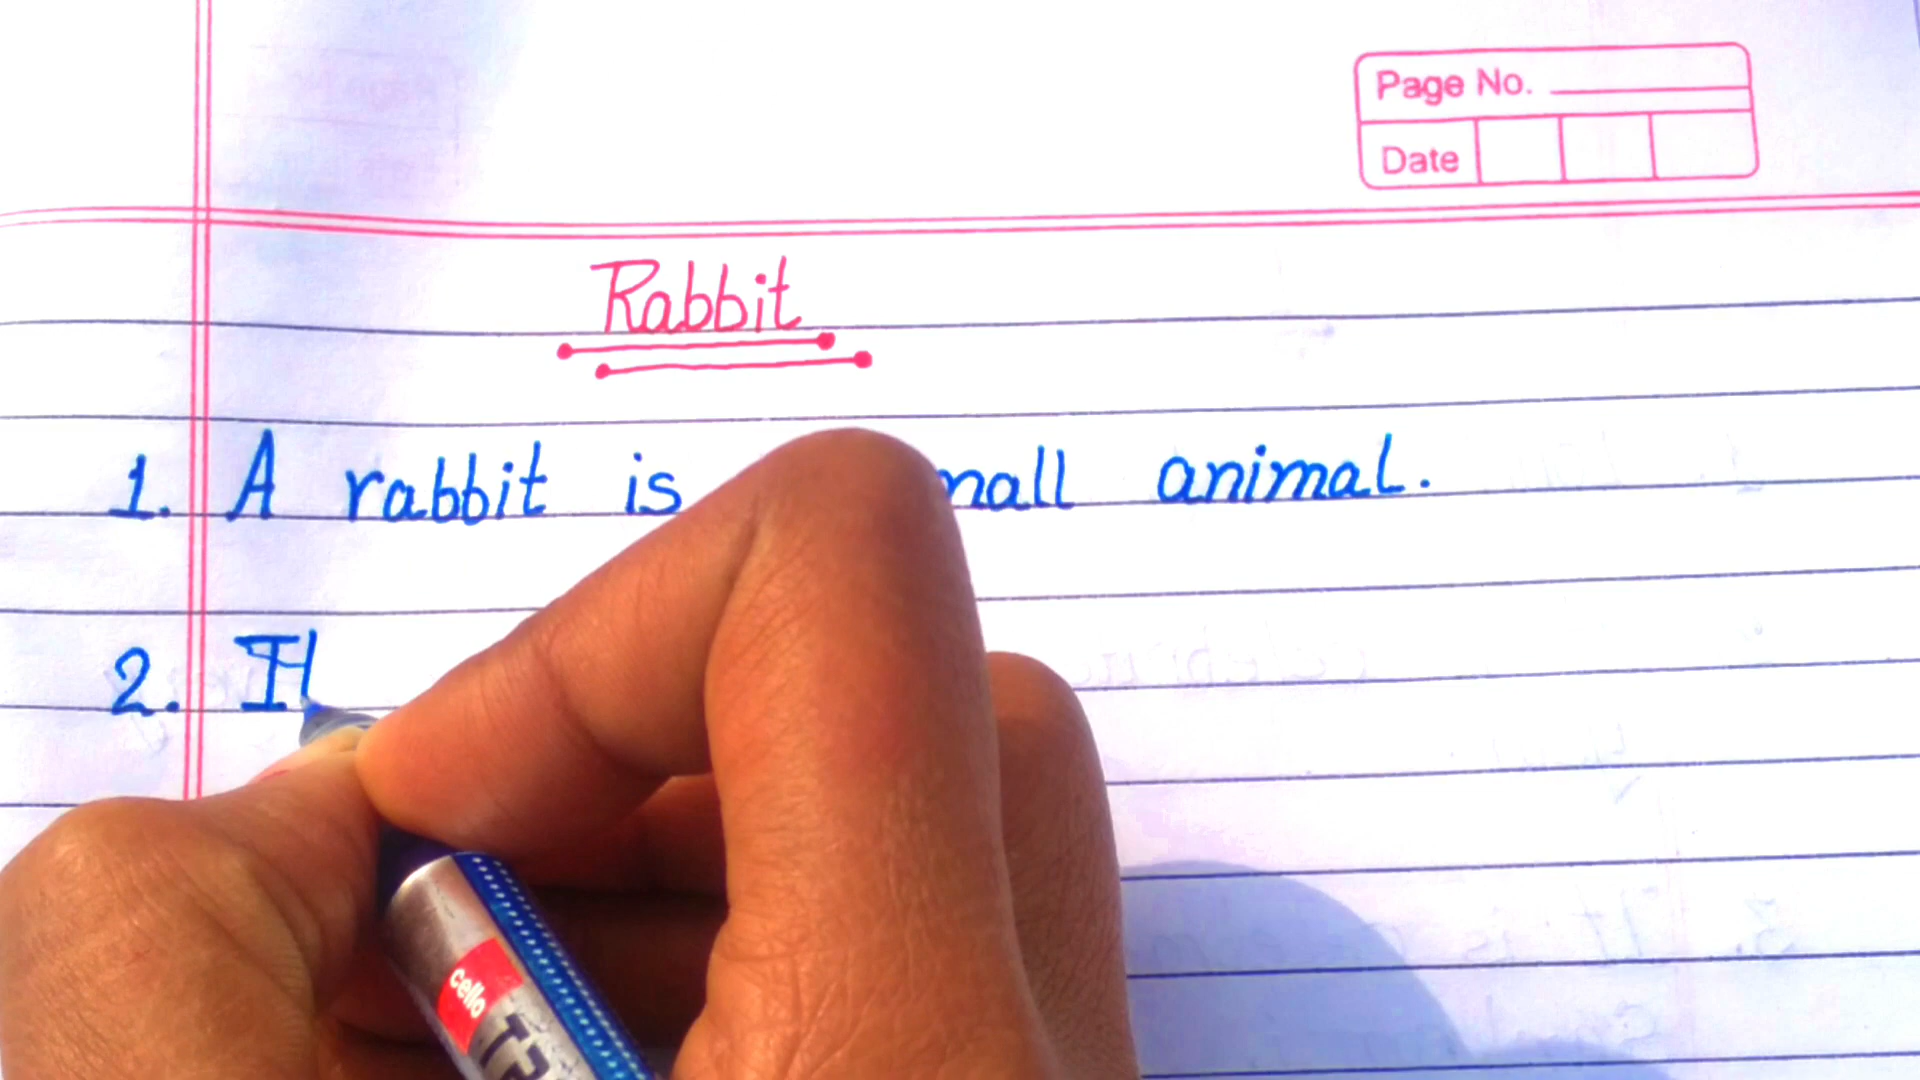 Page No.
Date
Rabbit
1. A rabbit is mall animal.
2. It
cello